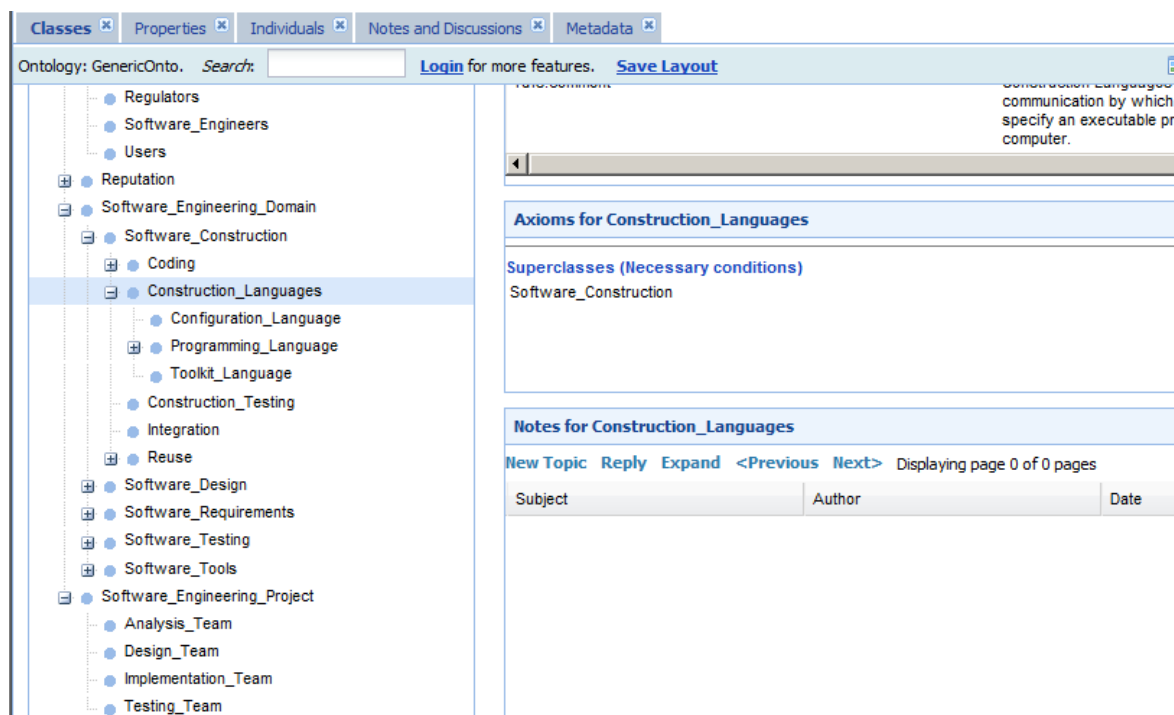 Classes Properties Individuals Notes and Discussions Metadata
Ontology: GenericOnto. Search: Login for more features. Save Layout
Regulators
Software_Engineers
Users
Reputation
Software_Engineering_Domain
Software_Construction
Coding
Construction_Languages
Configuration_Language
Programming_Language
Toolkit_Language
Construction_Testing
Integration
Reuse
Software_Design
Software_Requirements
Software_Testing
Software_Tools
Software_Engineering_Project
Analysis_Team
Design_Team
Implementation_Team
Testing_Team
communication by which
specify an executable pr
computer.
Axioms for Construction_Languages
Superclasses (Necessary conditions)
Software_Construction
Notes for Construction_Languages
New Topic Reply Expand <Previous Next> Displaying page 0 of 0 pages
Subject Author Date